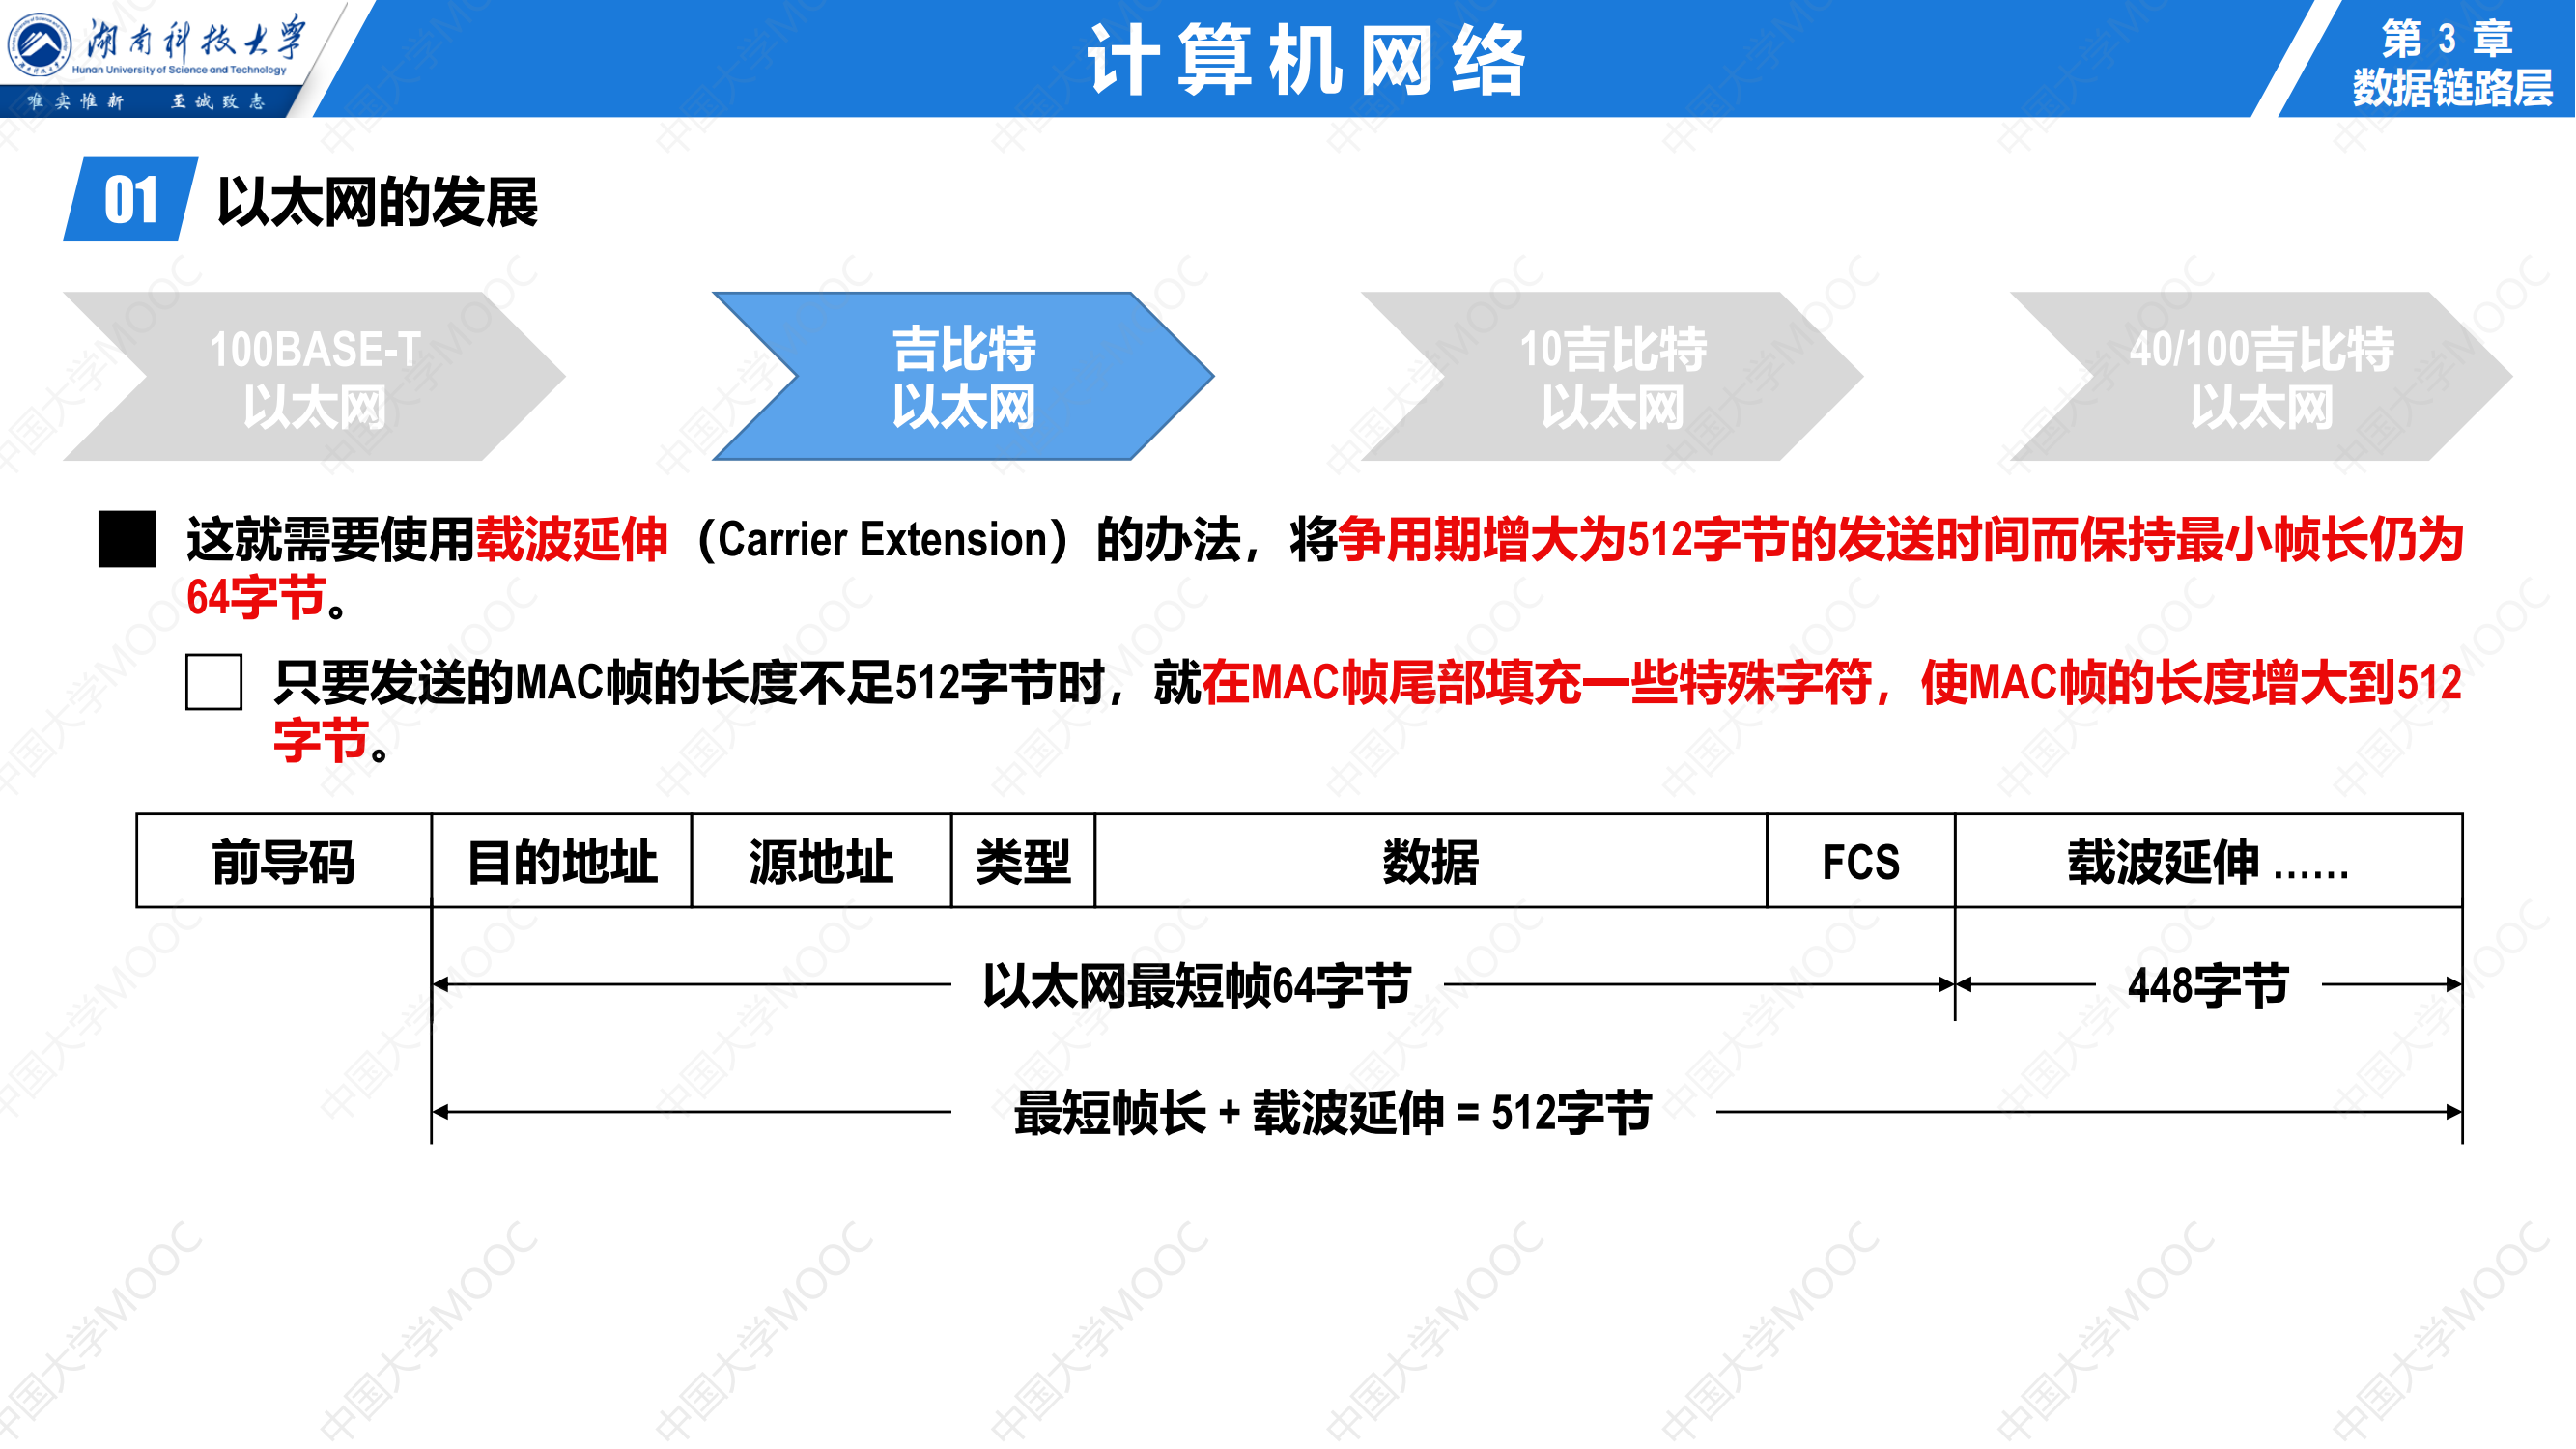 湖南科技大学
Hunan University of Science and Technology
唯实惟新 至诚致志
计算机网络
第 3 章
数据链路层
01 以太网的发展
100BASE-T
以太网
吉比特
以太网
10吉比特
以太网
40/100吉比特
以太网
这就需要使用载波延伸（Carrier Extension）的办法，将争用期增大为512字节的发送时间而保持最小帧长仍为
64字节。
只要发送的MAC帧的长度不足512字节时，就在MAC帧尾部填充一些特殊字符，使MAC帧的长度增大到512
字节。
前导码 目的地址 源地址 类型 数据 FCS 载波延伸 ......
以太网最短帧64字节 448字节
最短帧长 + 载波延伸 = 512字节
中国大学MOOC